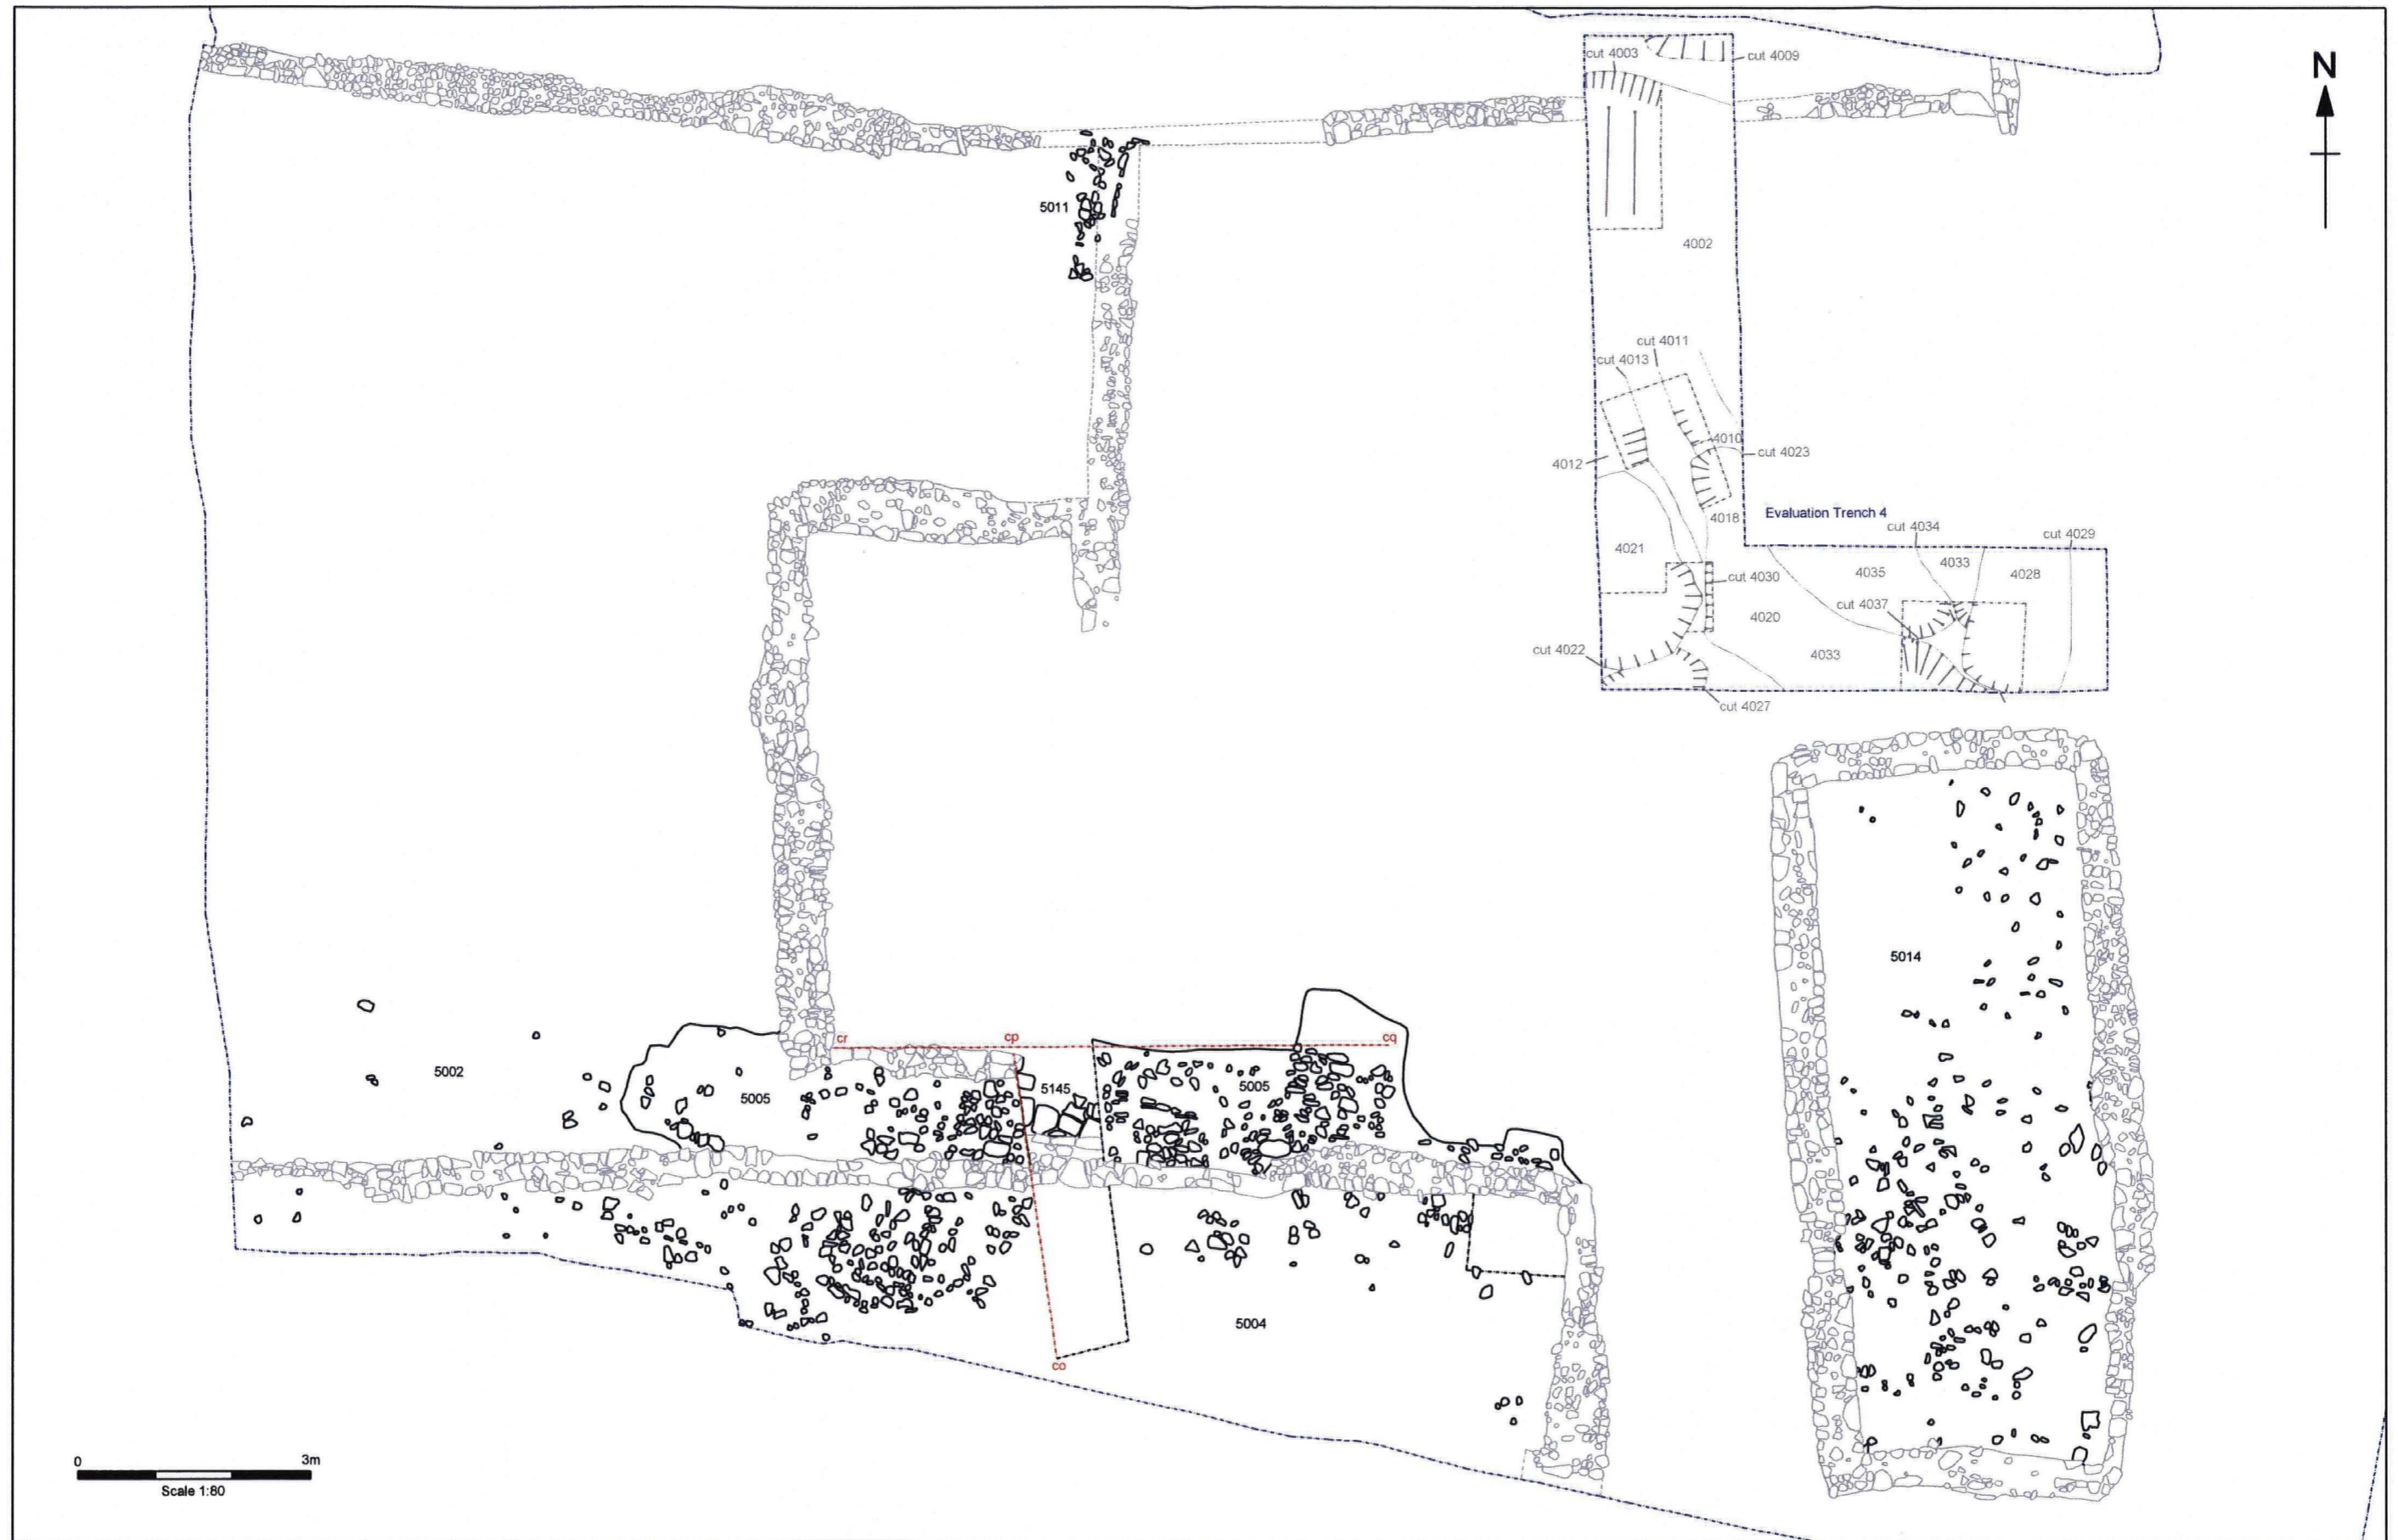 cut 4003
cut 4009
N
5011
4002
cut 4011
cut 4013
4010
cut 4023
4012
Evaluation Trench 4
4018
cut 4034
cut 4029
4021
4033
4035
4028
cut 4030
cut 4037
4020
cut 4022
4033
cut 4027
5014
cr
cp
cq
5002
5145
5005
5005
5004
co
0
3m
Scale 1:80